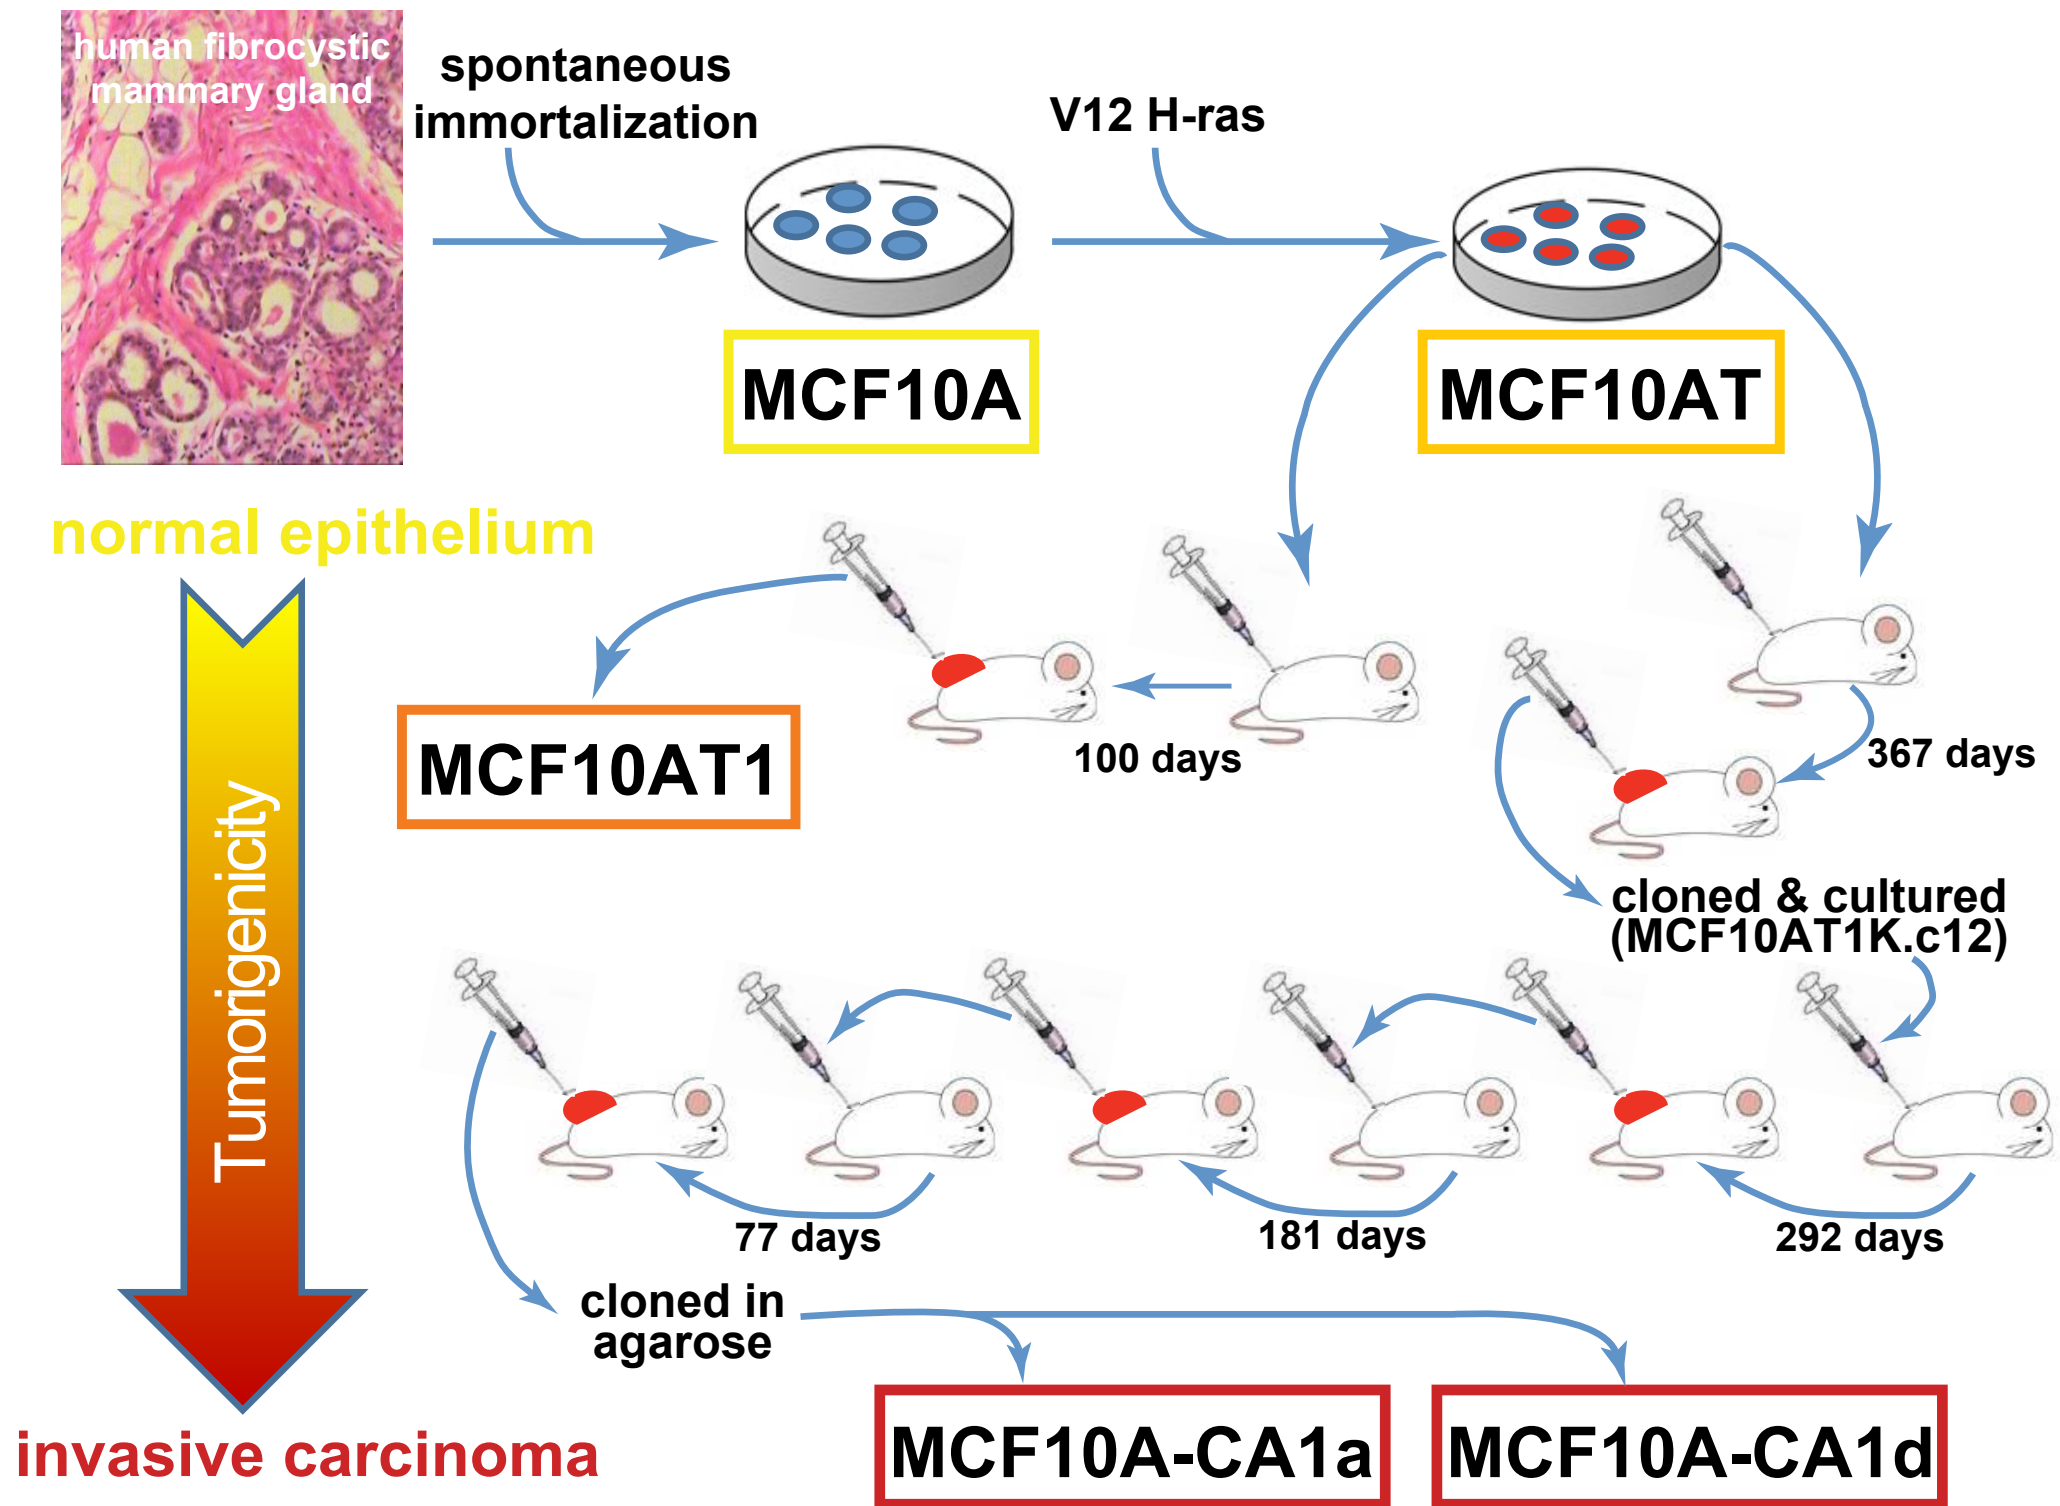 human fibrocystic
mammary gland
spontaneous
immortalization
V12 H-ras
MCF10A
MCF10AT
normal epithelium
MCF10AT1
100 days
367 days
Tumorigenicity
cloned & cultured
(MCF10AT1K.c12)
77 days
181 days
292 days
cloned in
agarose
invasive carcinoma
MCF10A-CA1a
MCF10A-CA1d